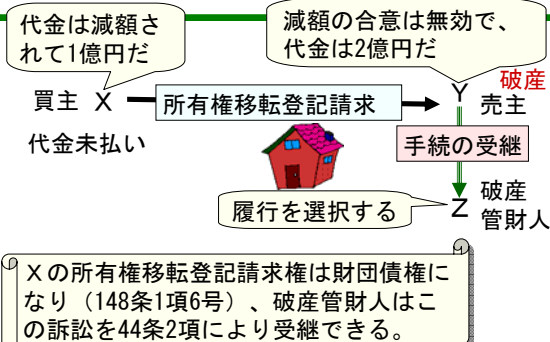 代金は減額さ
れて1億円だ
減額の合意は無効で、
代金は2億円だ
買主 X
所有権移転登記請求
Y 破産
売主
代金未払い
手続の受継
履行を選択する
Z 破産
管財人
Xの所有権移転登記請求権は財団債権に
なり（148条1項6号）、破産管財人はこ
の訴訟を44条2項により受継できる。